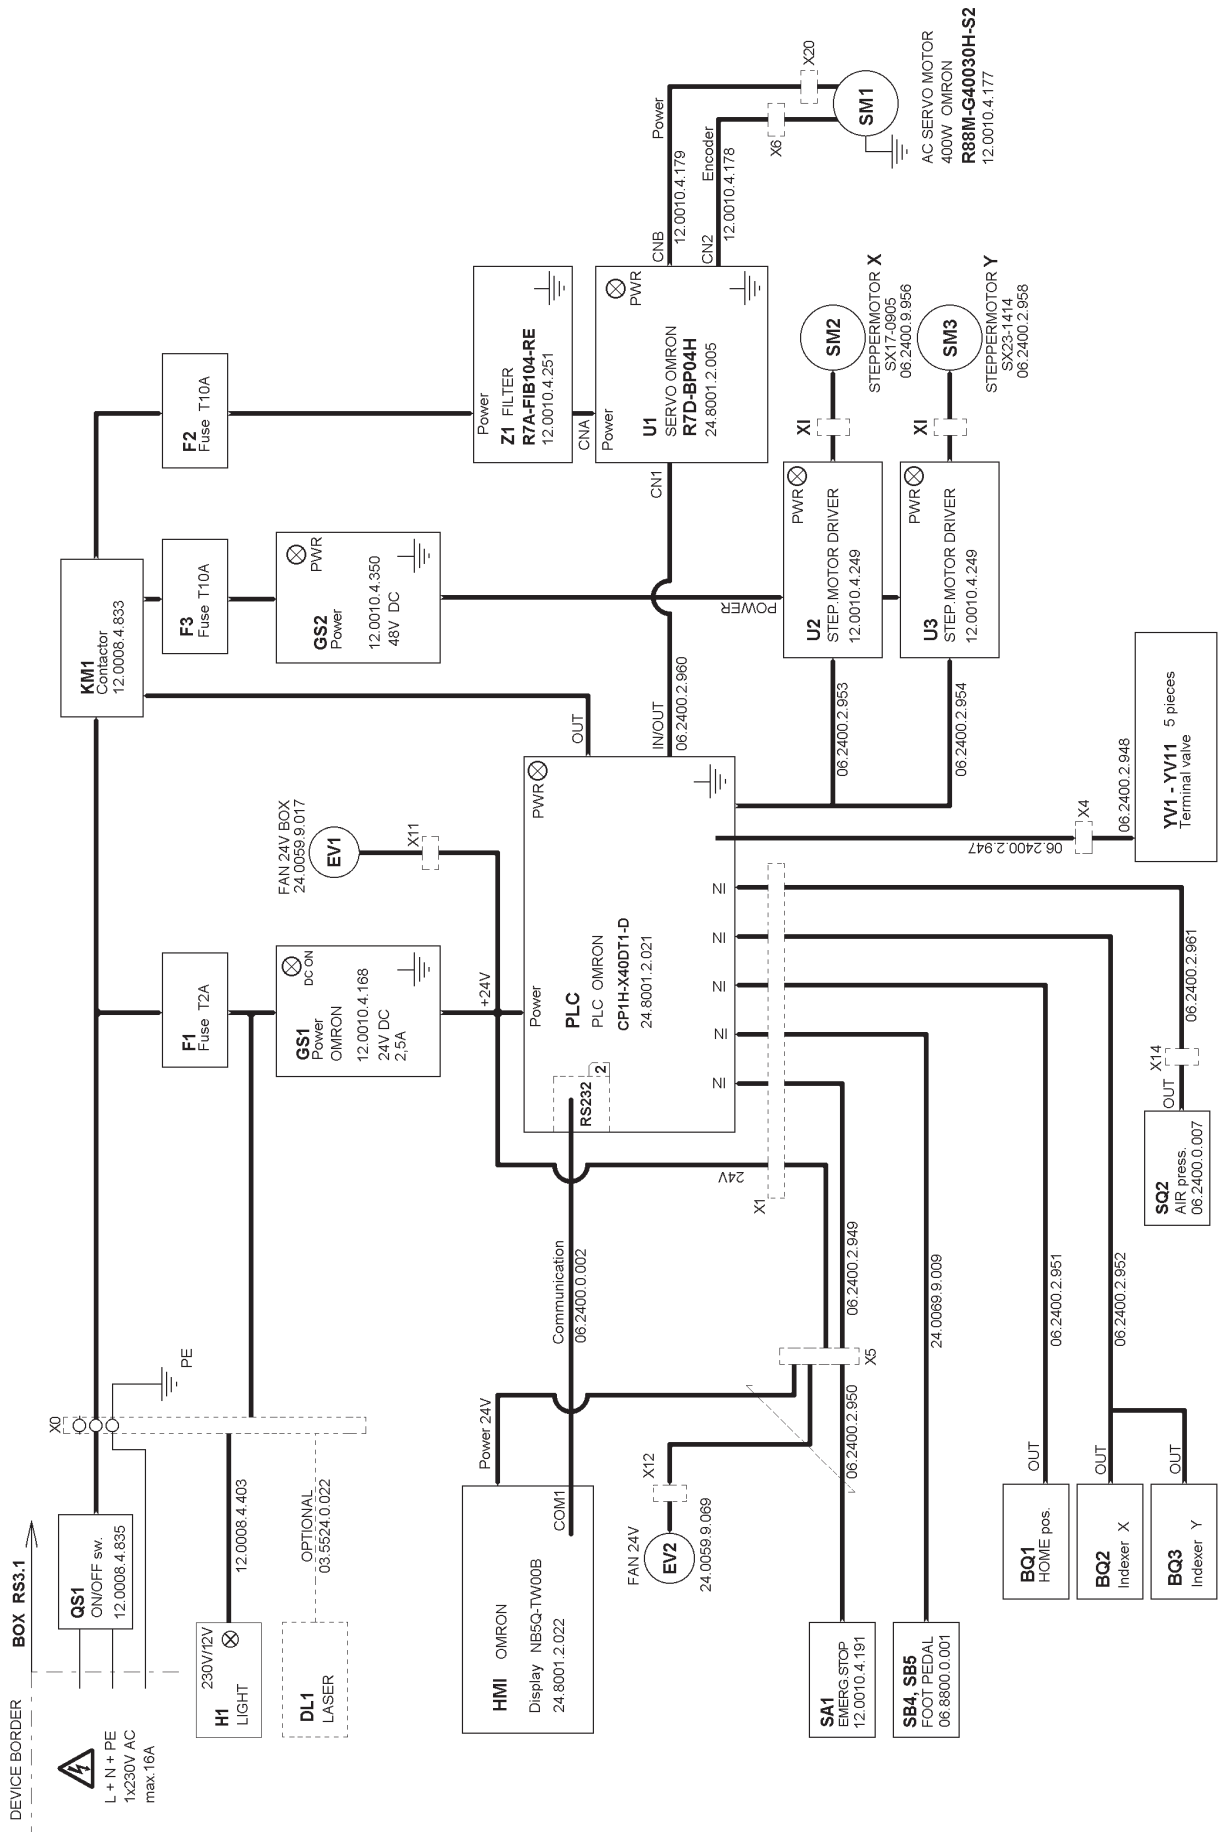 DEVICE BORDER
BOX RS3.1
L + N + PE
1x230V AC
max.16A
QS1
ON/OFF sw.
12.0008.4.835
X0
PE
KM1
Contactor
12.0008.4.833
H1
LIGHT
230V/12V
12.0008.4.403
DL1
LASER
OPTIONAL
03.5524.0.022
F1
Fuse T2A
F3
Fuse T10A
F2
Fuse T10A
GS1
Power
OMRON
12.0010.4.168
24V DC
2,5A
DC ON
FAN 24V BOX
24.0059.9.017
EV1
X11
GS2
Power
12.0010.4.350
48V DC
PWR
+24V
Power
Z1 FILTER
R7A-FIB104-RE
12.0010.4.251
CNA
HMI OMRON
Display NB5Q-TW00B
24.8001.2.022
COM1
Power 24V
Communication
06.2400.0.002
RS232
2
Power
PLC
PLC OMRON
CP1H-X40DT1-D
24.8001.2.021
PWR
OUT
IN/OUT
06.2400.2.960
IN
IN
IN
IN
IN
CN1
Power
U1
SERVO OMRON
R7D-BP04H
24.8001.2.005
PWR
CNB
12.0010.4.179
Power
CN2
12.0010.4.178
Encoder
X20
X6
SM1
AC SERVO MOTOR
400W OMRON
R88M-G40030H-S2
12.0010.4.177
FAN 24V
EV2
24.0059.9.069
X12
24V
X1
X5
POWER
U2
STEP.MOTOR DRIVER
12.0010.4.249
PWR
XI
SM2
STEPPERMOTOR X
SX17-0905
06.2400.9.956
U3
STEP.MOTOR DRIVER
12.0010.4.249
PWR
XI
SM3
STEPPERMOTOR Y
SX23-1414
06.2400.2.958
06.2400.2.953
06.2400.2.954
SA1
EMERG.STOP
12.0010.4.191
06.2400.2.950
06.2400.2.949
SB4, SB5
FOOT PEDAL
06.8800.0.001
24.0069.9.009
06.2400.2.947
X4
06.2400.2.948
YV1 - YV11 5 pieces
Terminal valve
BQ1
HOME pos.
OUT
06.2400.2.951
BQ2
Indexer X
OUT
06.2400.2.952
BQ3
Indexer Y
OUT
SQ2
AIR press.
06.2400.0.007
OUT
X14
06.2400.2.961